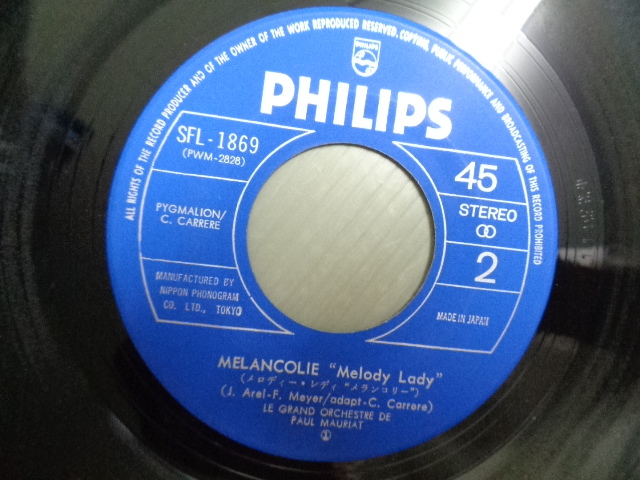 ALL RIGHTS OF THE RECORD PRODUCER AND OF THE OWNER OF THE WORK REPRODUCED RESERVED. COPYING, PUBLIC PERFORMANCE AND BROADCASTING OF THIS RECORD PROHIBITED
PHILIPS
PHILIPS
SFL-1869
(PWM-2828)
45
PYGMALION/
C. CARRERE
STEREO
2
MANUFACTURED BY
NIPPON PHONOGRAM
CO. LTD., TOKYO
MADE IN JAPAN
MELANCOLIE "Melody Lady"
(メロディー・レディ"メランコリー")
(J. Arel-F. Meyer/adapt-C. Carrere)
LE GRAND ORCHESTRE DE
PAUL MAURIAT
①